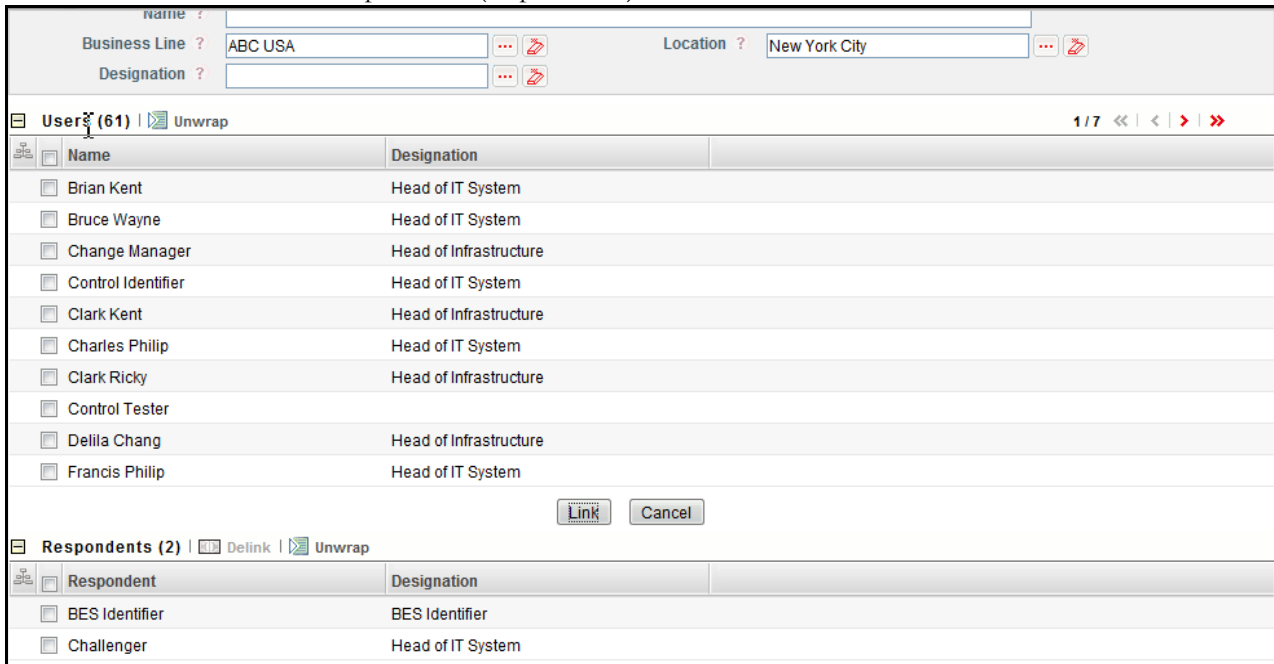 Name ?
Business Line ? ABC USA ... Location ? New York City ...
Designation ? ...
Users (61) | Unwrap 1 / 7 « | < | > | »
Name Designation
Brian Kent Head of IT System
Bruce Wayne Head of IT System
Change Manager Head of Infrastructure
Control Identifier Head of IT System
Clark Kent Head of Infrastructure
Charles Philip Head of IT System
Clark Ricky Head of Infrastructure
Control Tester
Delila Chang Head of Infrastructure
Francis Philip Head of IT System
Link Cancel
Respondents (2) | Delink | Unwrap
Respondent Designation
BES Identifier BES Identifier
Challenger Head of IT System